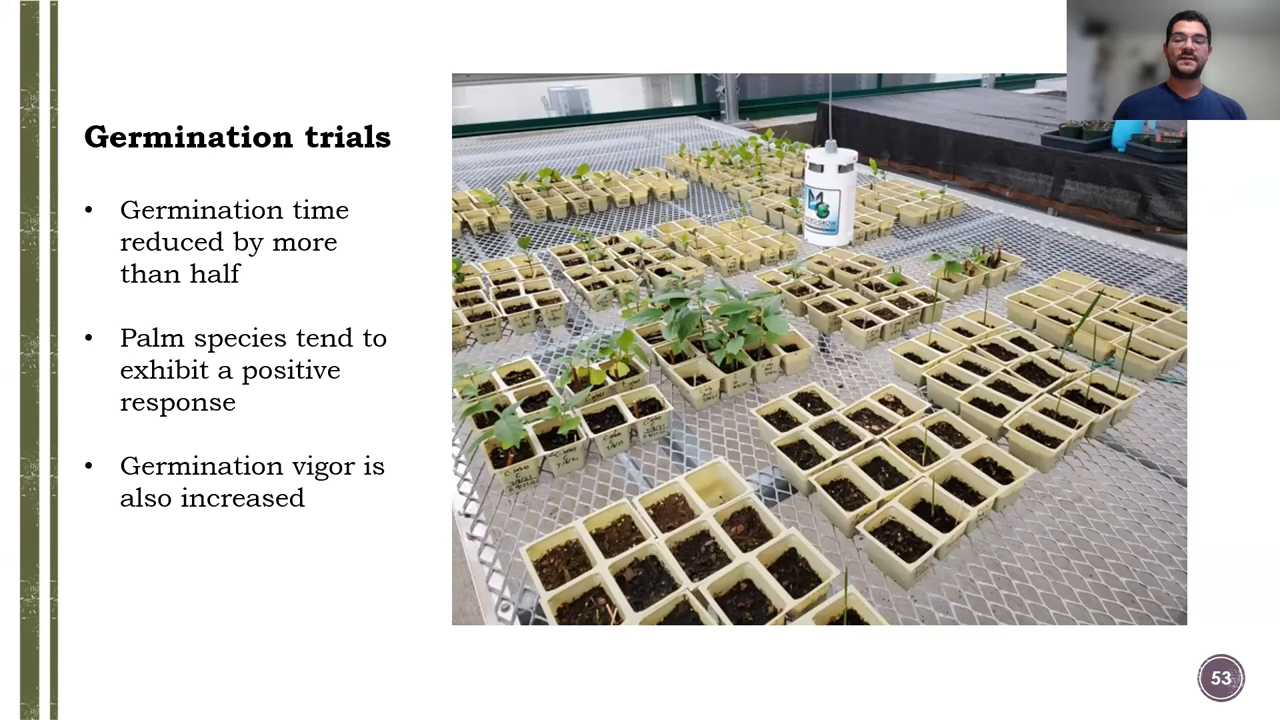 Germination trials
• Germination time
reduced by more
than half
• Palm species tend to
exhibit a positive
response
• Germination vigor is
also increased
53